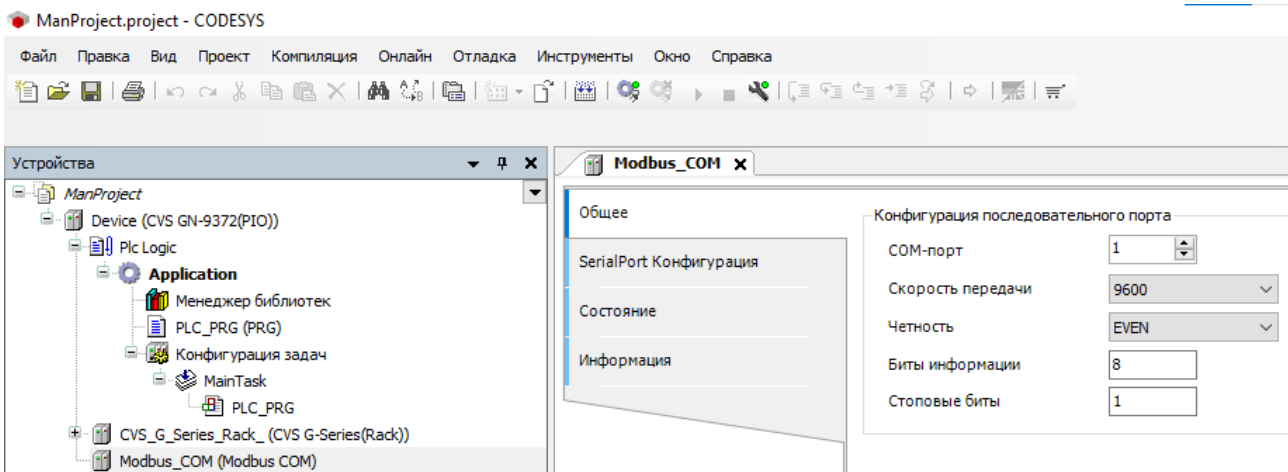 ManProject.project - CODESYS
Файл Правка Вид Проект Компиляция Онлайн Отладка Инструменты Окно Справка
Устройства
ManProject
Device (CVS GN-9372(PIO))
Plc Logic
Application
Менеджер библиотек
PLC_PRG (PRG)
Конфигурация задач
MainTask
PLC_PRG
CVS_G_Series_Rack_ (CVS G-Series(Rack))
Modbus_COM (Modbus COM)
Modbus_COM
Общее
SerialPort Конфигурация
Состояние
Информация
Конфигурация последовательного порта
COM-порт 1
Скорость передачи 9600
Четность EVEN
Биты информации 8
Стоповые биты 1